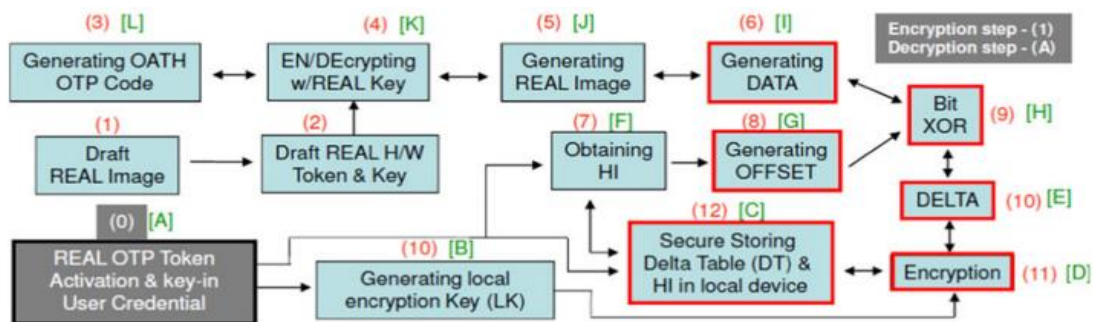 (3) [L]
(4) [K]
(5) [J]
(6) [I]
Encryption step - (1)
Decryption step - (A)
Generating OATH
OTP Code
EN/DEcrypting
w/REAL Key
Generating
REAL Image
Generating
DATA
Bit
XOR
(9) [H]
(1)
(2)
(7) [F]
(8) [G]
Draft
REAL Image
Draft REAL H/W
Token & Key
Obtaining
HI
Generating
OFFSET
DELTA
(10) [E]
(0) [A]
(10) [B]
(12) [C]
REAL OTP Token
Activation & key-in
User Credential
Generating local
encryption Key (LK)
Secure Storing
Delta Table (DT) &
HI in local device
Encryption
(11) [D]